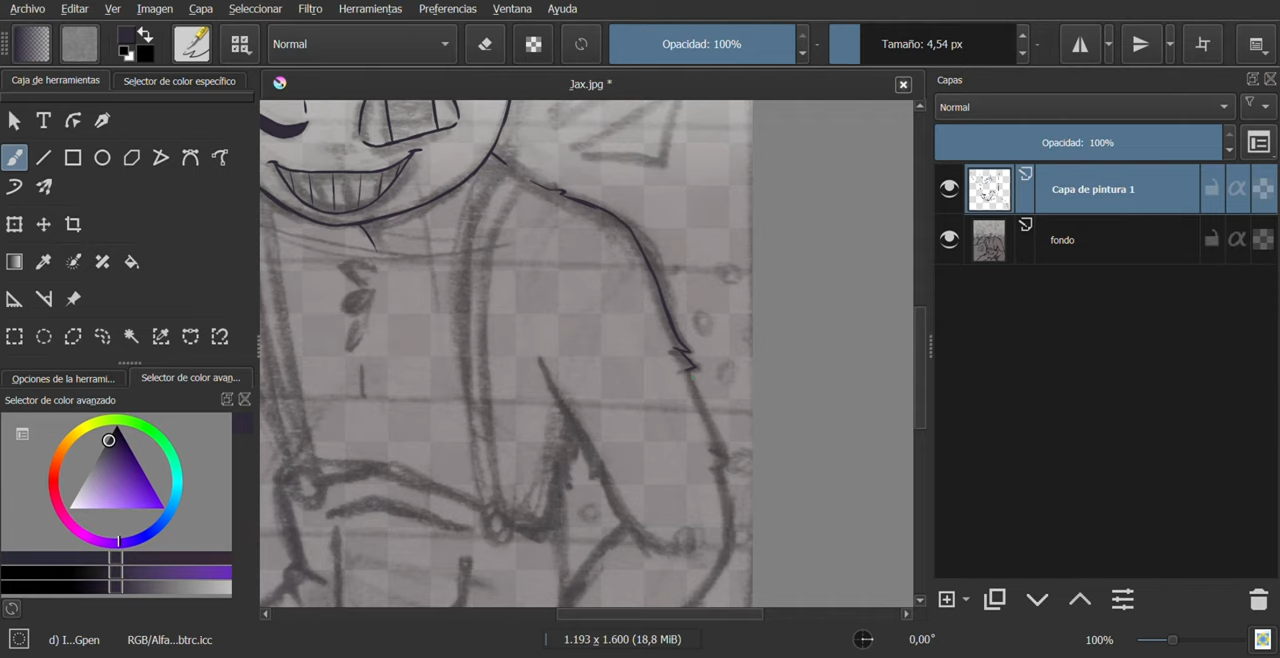 Archivo Editar Ver Imagen Capa Seleccionar Filtro Herramientas Preferencias Ventana Ayuda
Normal Opacidad: 100% Tamaño: 4,54 px
Caja de herramientas Selector de color específico
Jax.jpg *
Capas
Normal
Opacidad: 100%
Capa de pintura 1
fondo
Opciones de la herrami... Selector de color avan...
Selector de color avanzado
d) I...Gpen RGB/Alfa...btrc.icc 1.193 x 1.600 (18,8 MiB) 0,00° 100%